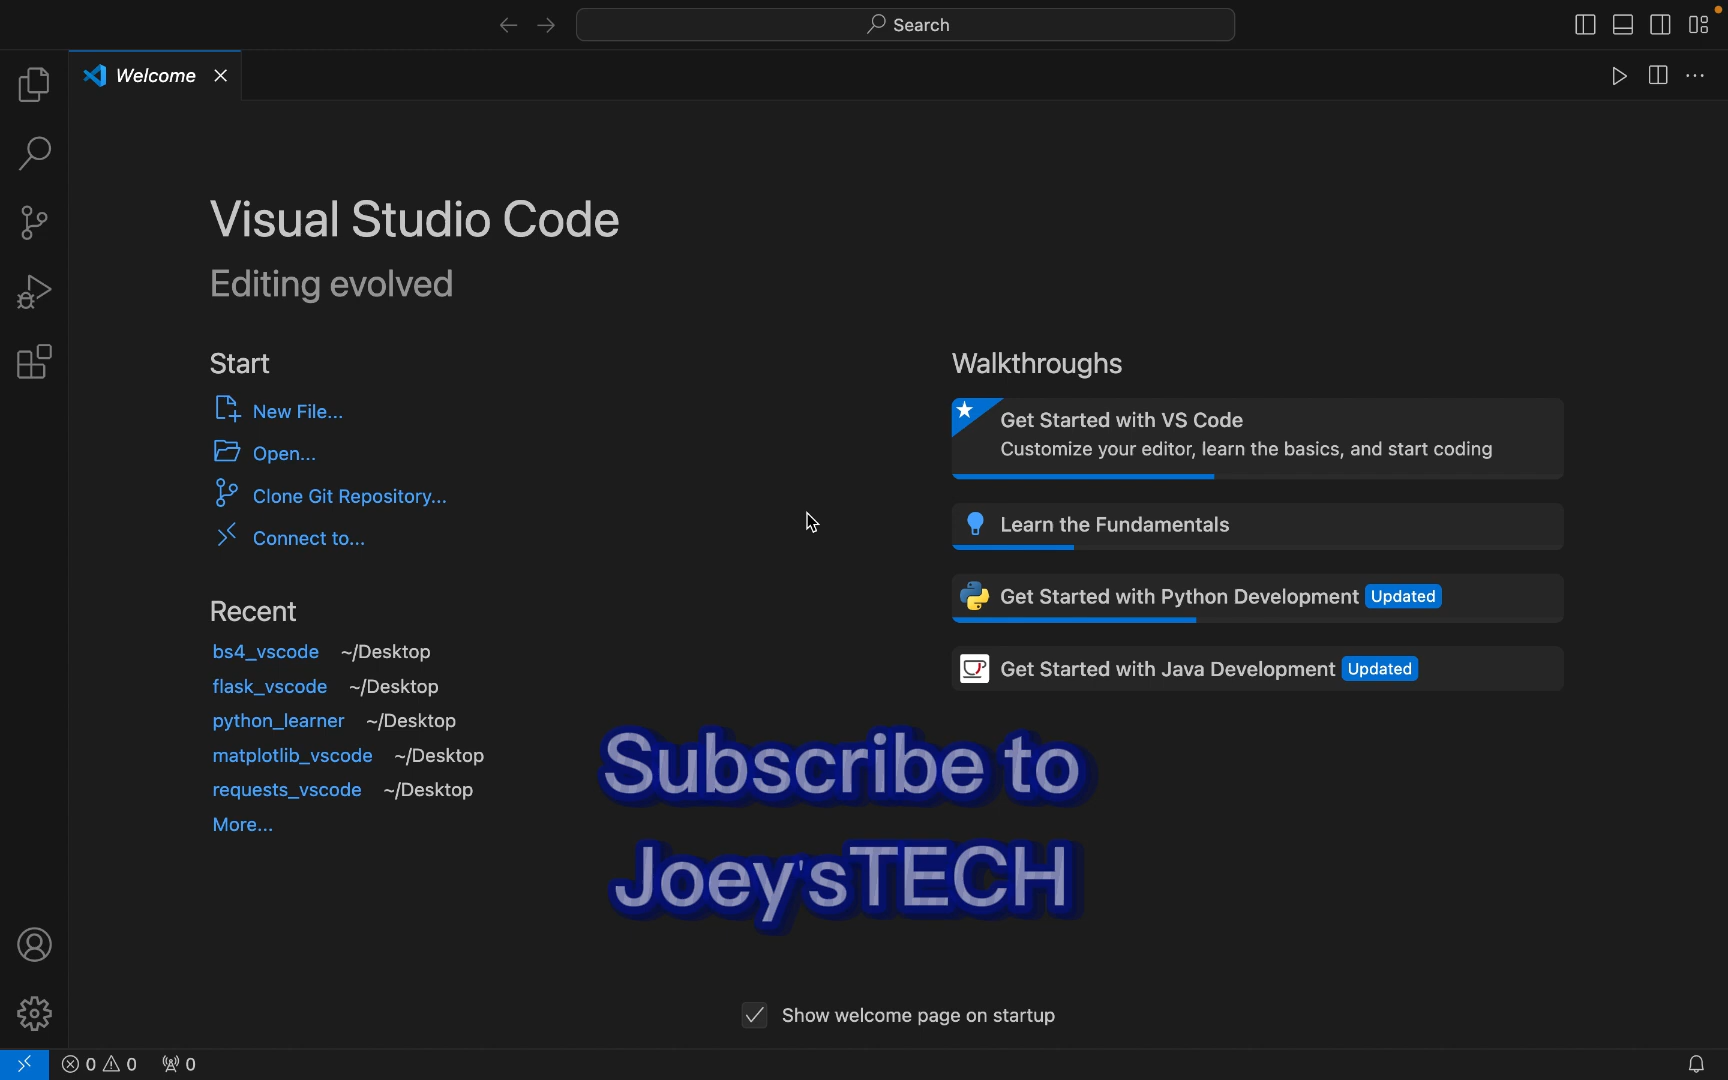 Search
Welcome
Visual Studio Code
Editing evolved
Start
New File...
Open...
Clone Git Repository...
Connect to...
Recent
bs4_vscode ~/Desktop
flask_vscode ~/Desktop
python_learner ~/Desktop
matplotlib_vscode ~/Desktop
requests_vscode ~/Desktop
More...
Walkthroughs
Get Started with VS Code
Customize your editor, learn the basics, and start coding
Learn the Fundamentals
Get Started with Python Development Updated
Get Started with Java Development Updated
Subscribe to
Joey'sTECH
Show welcome page on startup
0 0 0